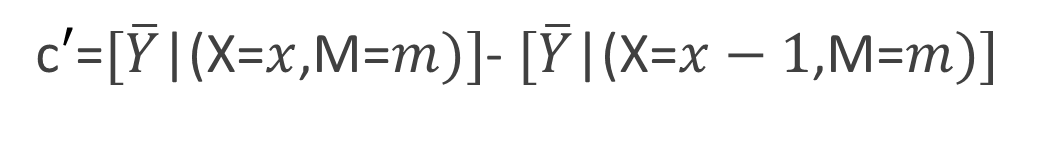 c′=[Y̅|(X=x,M=m)]- [Y̅|(X=x − 1,M=m)]